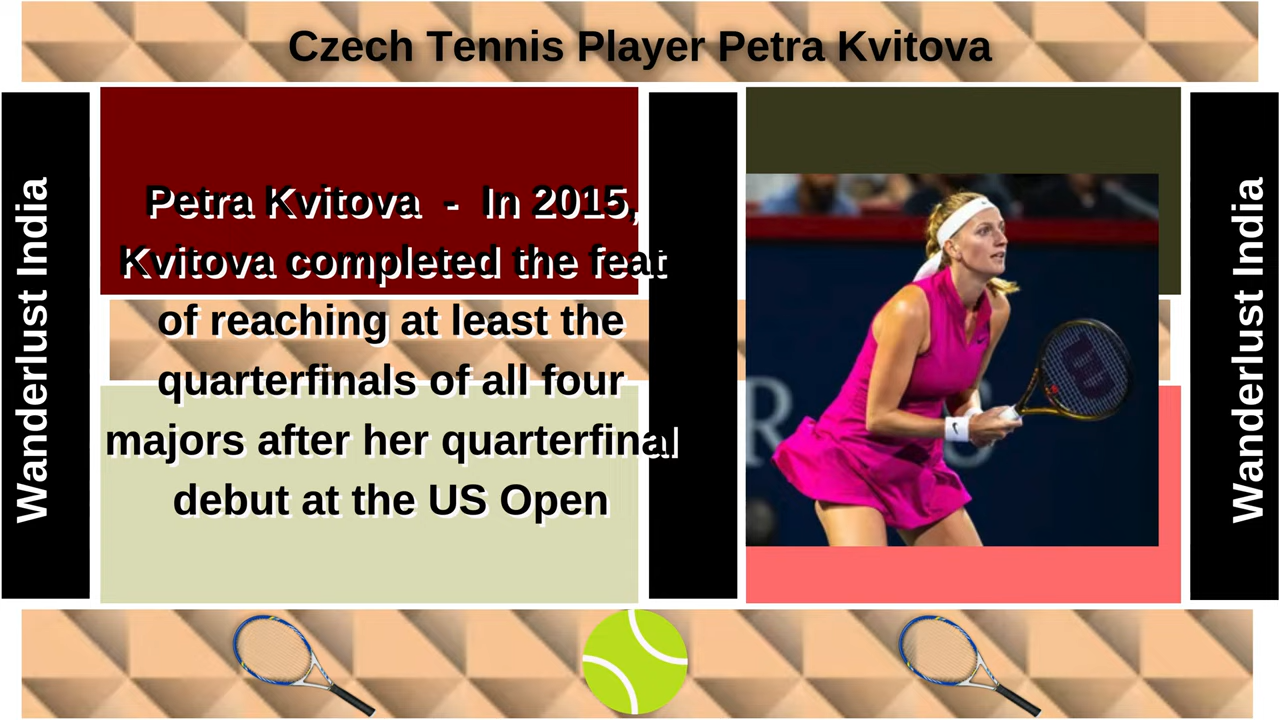 Czech Tennis Player Petra Kvitova
Wanderlust India
Petra Kvitova - In 2015,
Kvitova completed the feat
of reaching at least the
quarterfinals of all four
majors after her quarterfinal
debut at the US Open
Wanderlust India